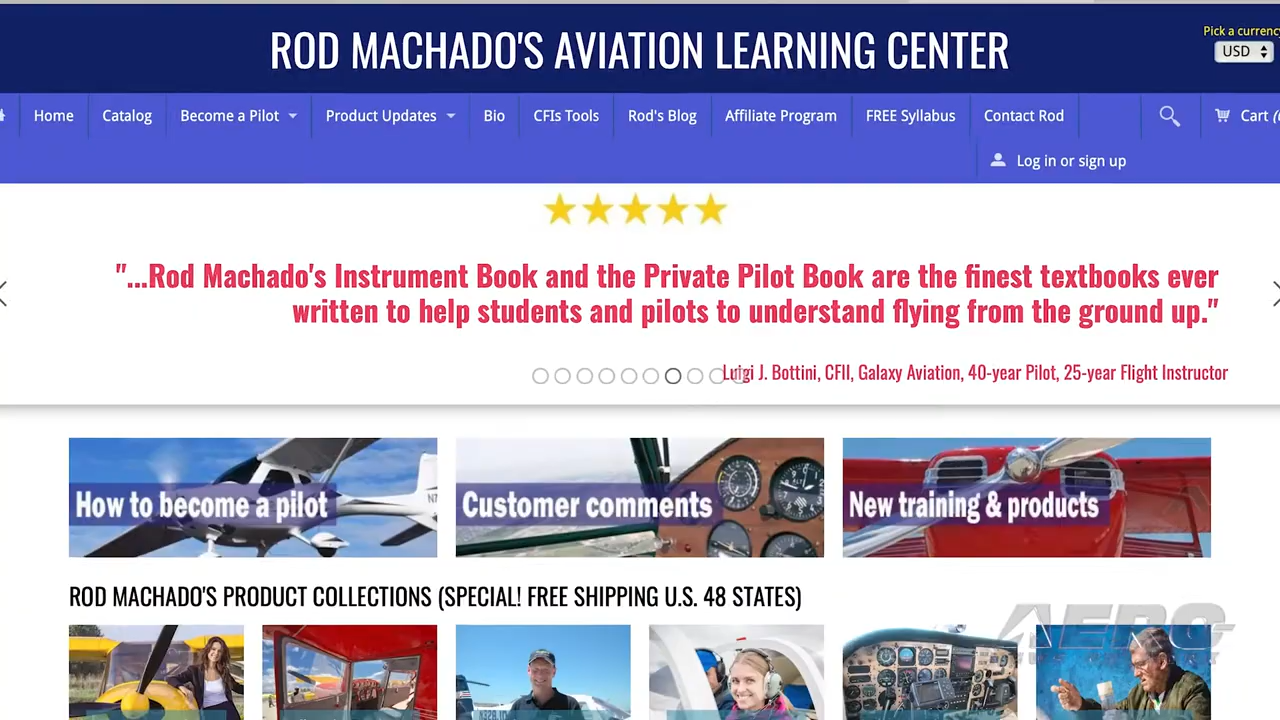 ROD MACHADO'S AVIATION LEARNING CENTER
Pick a currency
USD
Home Catalog Become a Pilot Product Updates Bio CFIs Tools Rod's Blog Affiliate Program FREE Syllabus Contact Rod Cart
Log in or sign up
"...Rod Machado's Instrument Book and the Private Pilot Book are the finest textbooks ever
written to help students and pilots to understand flying from the ground up."
Luigi J. Bottini, CFII, Galaxy Aviation, 40-year Pilot, 25-year Flight Instructor
How to become a pilot Customer comments New training & products
ROD MACHADO'S PRODUCT COLLECTIONS (SPECIAL! FREE SHIPPING U.S. 48 STATES)
AERO